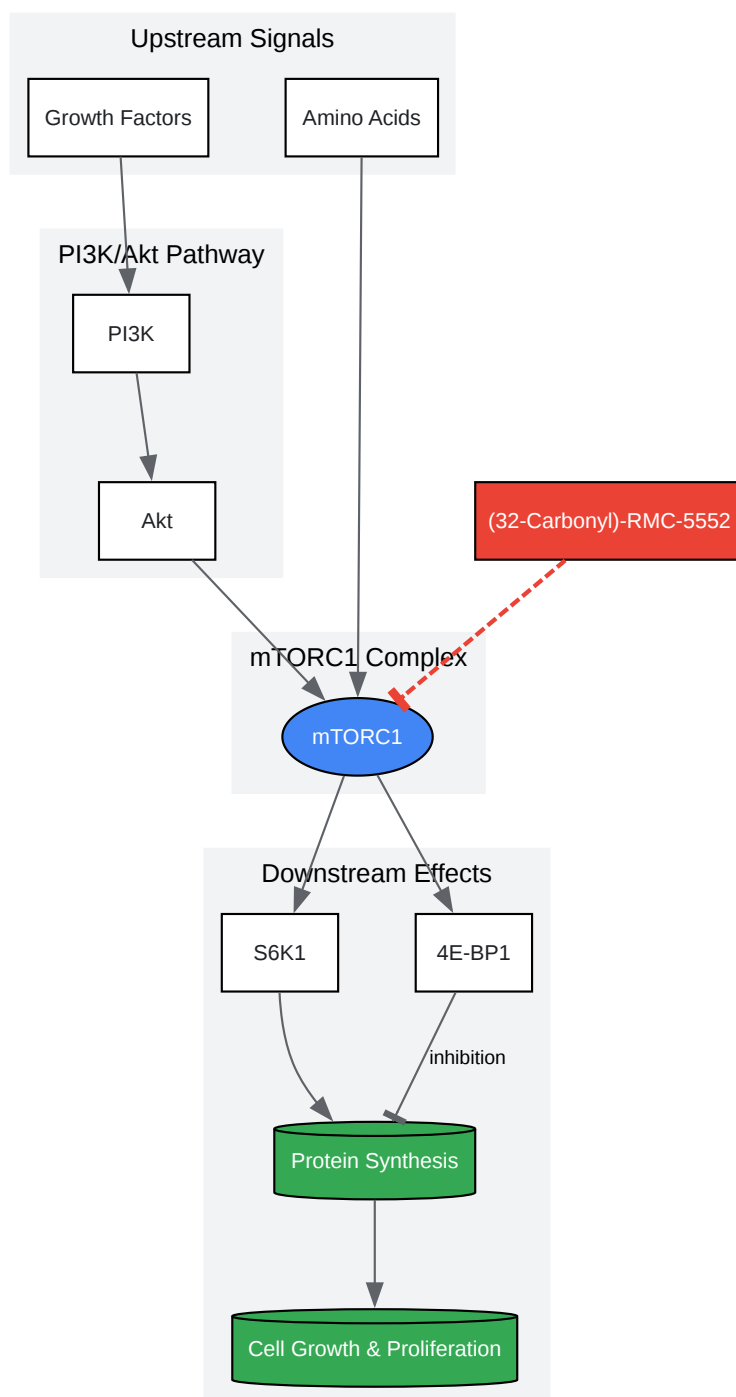 Upstream Signals
Growth Factors
Amino Acids
PI3K/Akt Pathway
PI3K
Akt
(32-Carbonyl)-RMC-5552
mTORC1 Complex
mTORC1
Downstream Effects
S6K1
4E-BP1
inhibition
Protein Synthesis
Cell Growth & Proliferation